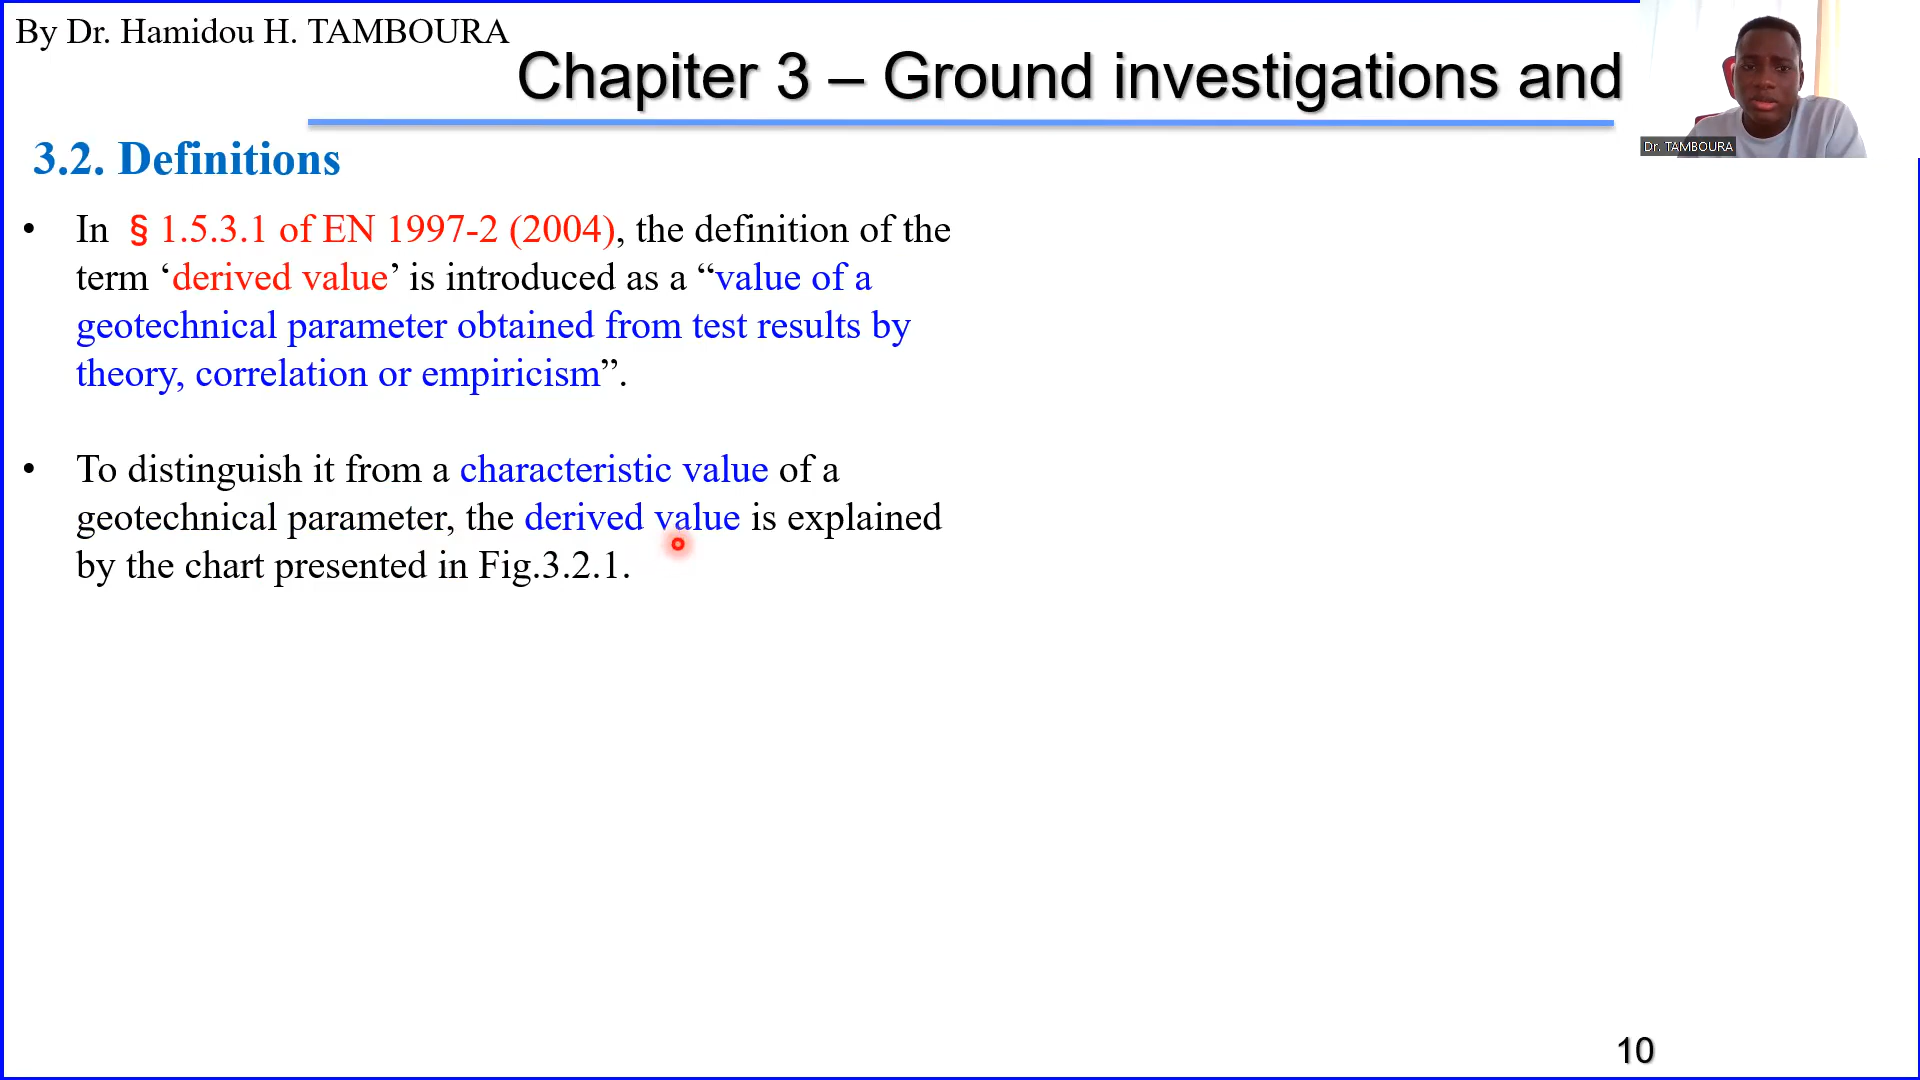 By Dr. Hamidou H. TAMBOURA
Chapiter 3 – Ground investigations and
Dr. TAMBOURA
3.2. Definitions
• In § 1.5.3.1 of EN 1997-2 (2004), the definition of the
term ‘derived value’ is introduced as a “value of a
geotechnical parameter obtained from test results by
theory, correlation or empiricism”.
• To distinguish it from a characteristic value of a
geotechnical parameter, the derived value is explained
by the chart presented in Fig.3.2.1.
10